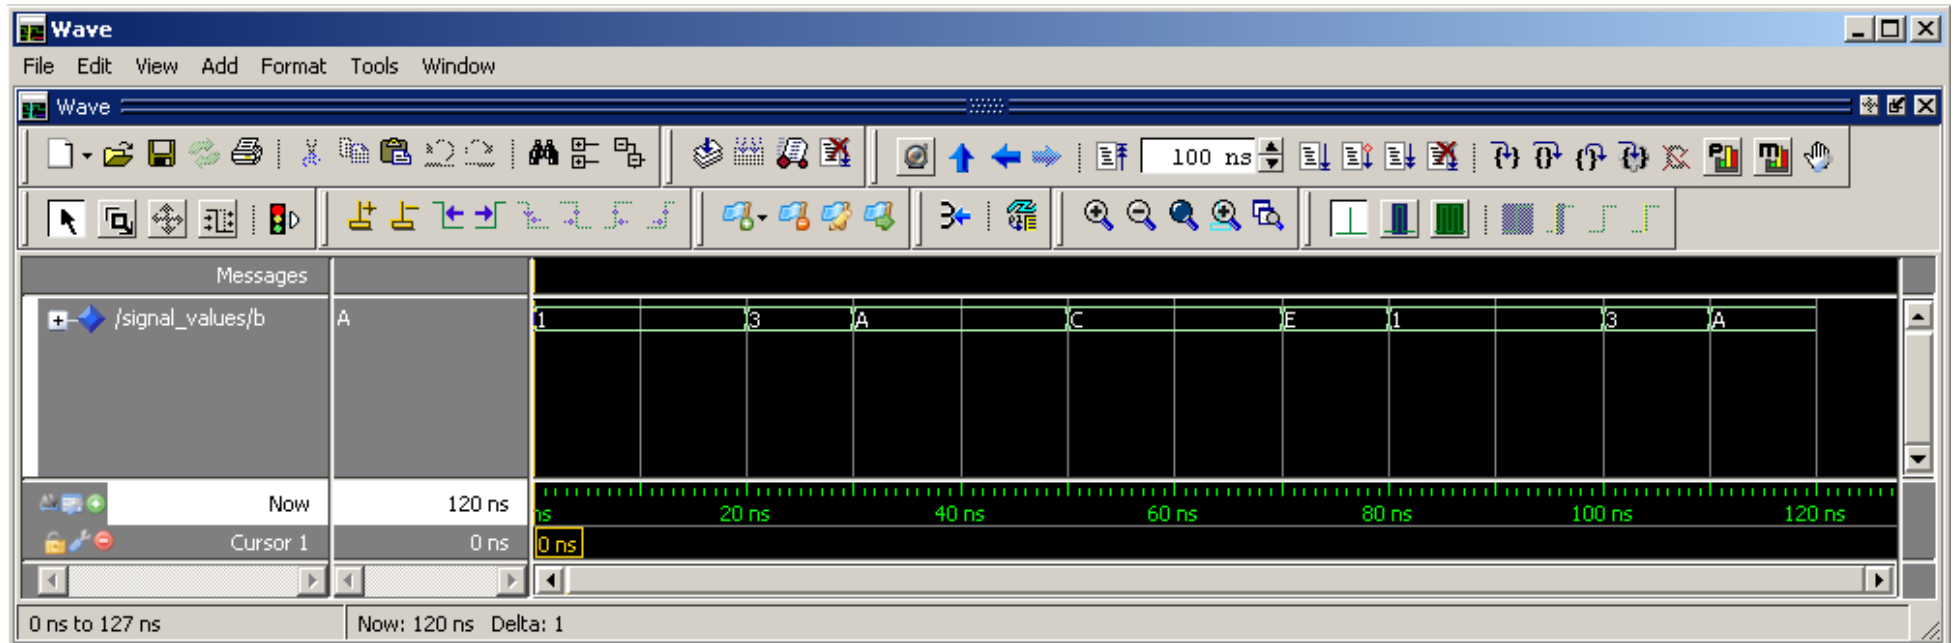 Wave
File Edit View Add Format Tools Window
Wave
100 ns
Messages
/signal_values/b A 1 3 A C E 1 3 A
Now 120 ns ns 20 ns 40 ns 60 ns 80 ns 100 ns 120 ns
Cursor 1 0 ns 0 ns
0 ns to 127 ns Now: 120 ns Delta: 1